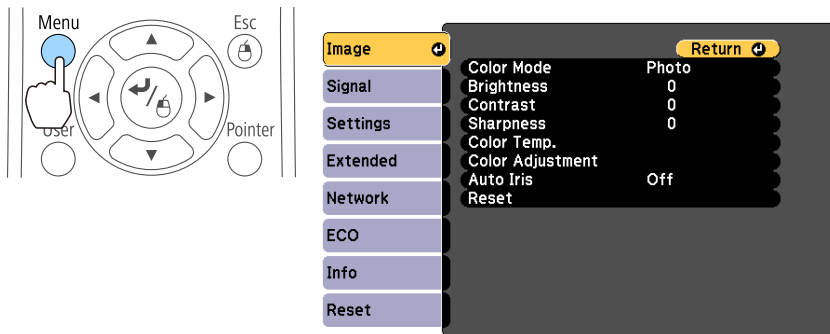 Menu
Esc
User
Pointer
Image
Signal
Settings
Extended
Network
ECO
Info
Reset
Return
Color Mode Photo
Brightness 0
Contrast 0
Sharpness 0
Color Temp.
Color Adjustment
Auto Iris Off
Reset